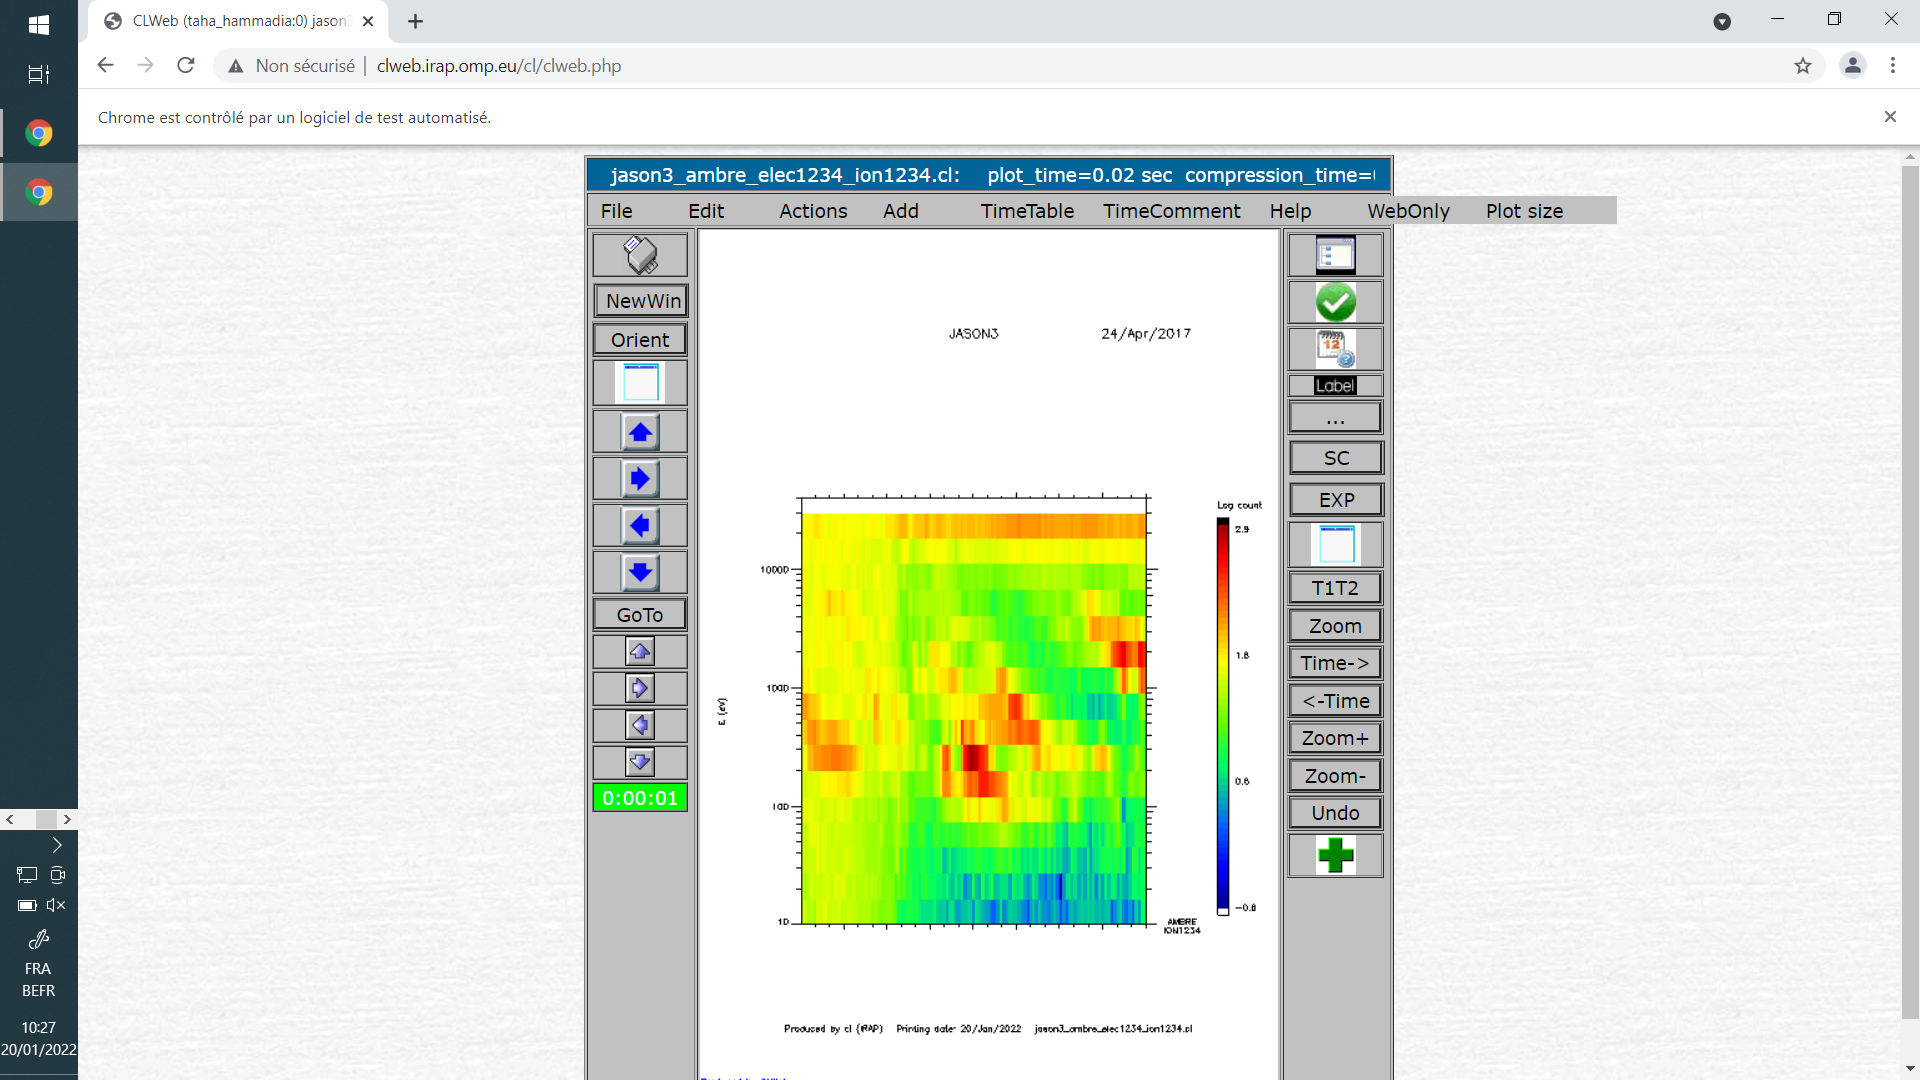 CLWeb (taha_hammadia:0) jason
Non sécurisé | clweb.irap.omp.eu/cl/clweb.php
Chrome est contrôlé par un logiciel de test automatisé.
jason3_ambre_elec1234_ion1234.cl: plot_time=0.02 sec compression_time=
File Edit Actions Add TimeTable TimeComment Help WebOnly Plot size
NewWin
Orient
GoTo
0:00:01
JASON3 24/Apr/2017
Log count
2.9
1.8
0.6
-0.8
10000
1000
100
10
E (eV)
AMBRE
ION1234
Produced by cl (IRAP) Printing date: 20/Jan/2022 jason3_ambre_elec1234_ion1234.cl
12
Label
...
SC
EXP
T1T2
Zoom
Time->
<-Time
Zoom+
Zoom-
Undo
FRA
BEFR
10:27
20/01/2022